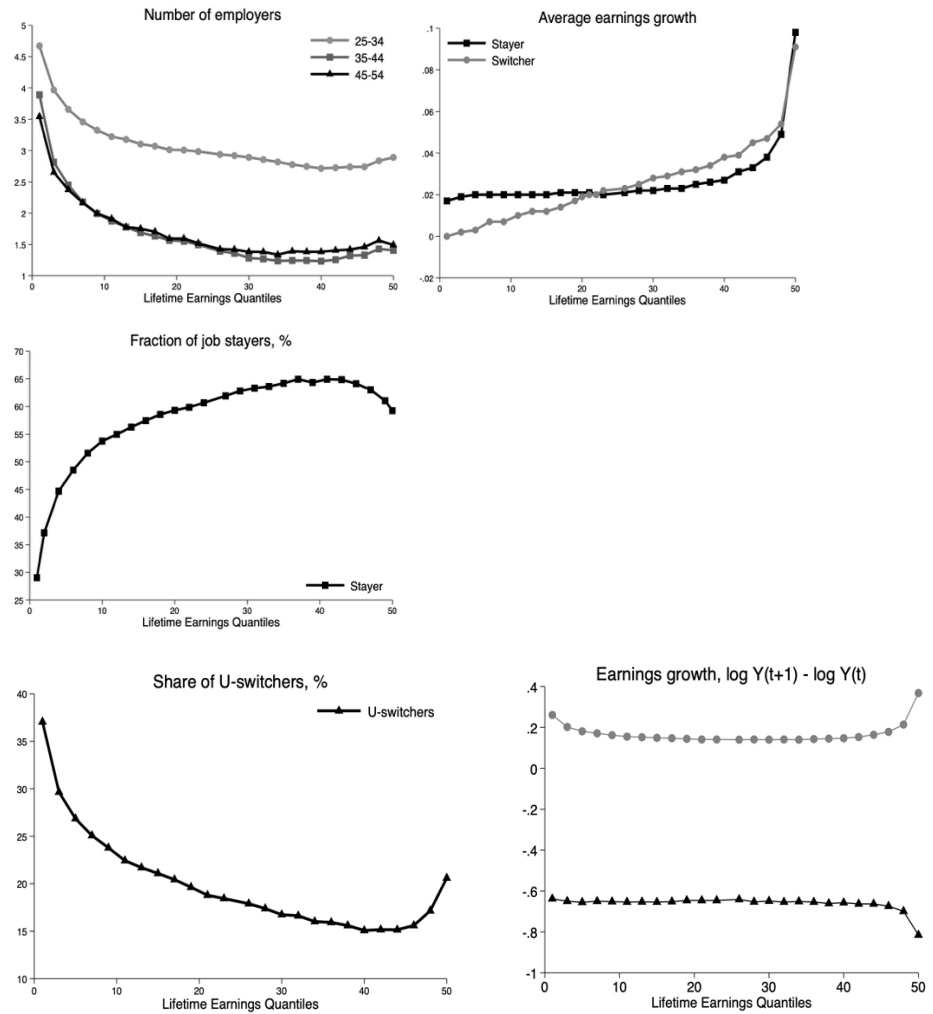 Number of employers
5
4.5
4
3.5
3
2.5
2
1.5
1
25-34
35-44
45-54
0 10 20 30 40 50
Lifetime Earnings Quantiles
Average earnings growth
.1
.08
.06
.04
.02
0
-.02
Stayer
Switcher
0 10 20 30 40 50
Lifetime Earnings Quantiles
Fraction of job stayers, %
70
65
60
55
50
45
40
35
30
25
Stayer
0 10 20 30 40 50
Lifetime Earnings Quantiles
Share of U-switchers, %
40
35
30
25
20
15
10
U-switchers
0 10 20 30 40 50
Lifetime Earnings Quantiles
Earnings growth, log Y(t+1) - log Y(t)
.4
.2
0
-.2
-.4
-.6
-.8
-1
0 10 20 30 40 50
Lifetime Earnings Quantiles